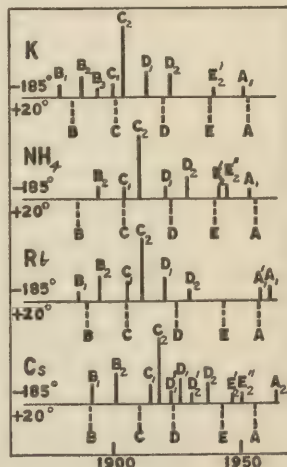 C₂
K
B₁ B₂ B₃ C₁ D₁ D₂ E₂' A₁
-185°
+20°
B C D E A
C₂
NH₄
B₂ C₁ D₁ D₂ E₂'' A₁
-185°
+20°
B C D E A
C₂
Rb
B₁ B₂ C₁ D₁ D₂ A₁' A₁
-185°
+20°
B C D E A
C₂
Cs
B₁ B₂ C₁ D₁' D₁ D₂' D₂ E₂' E₂'' A₂
-185°
+20°
B C D E A
1900 1950